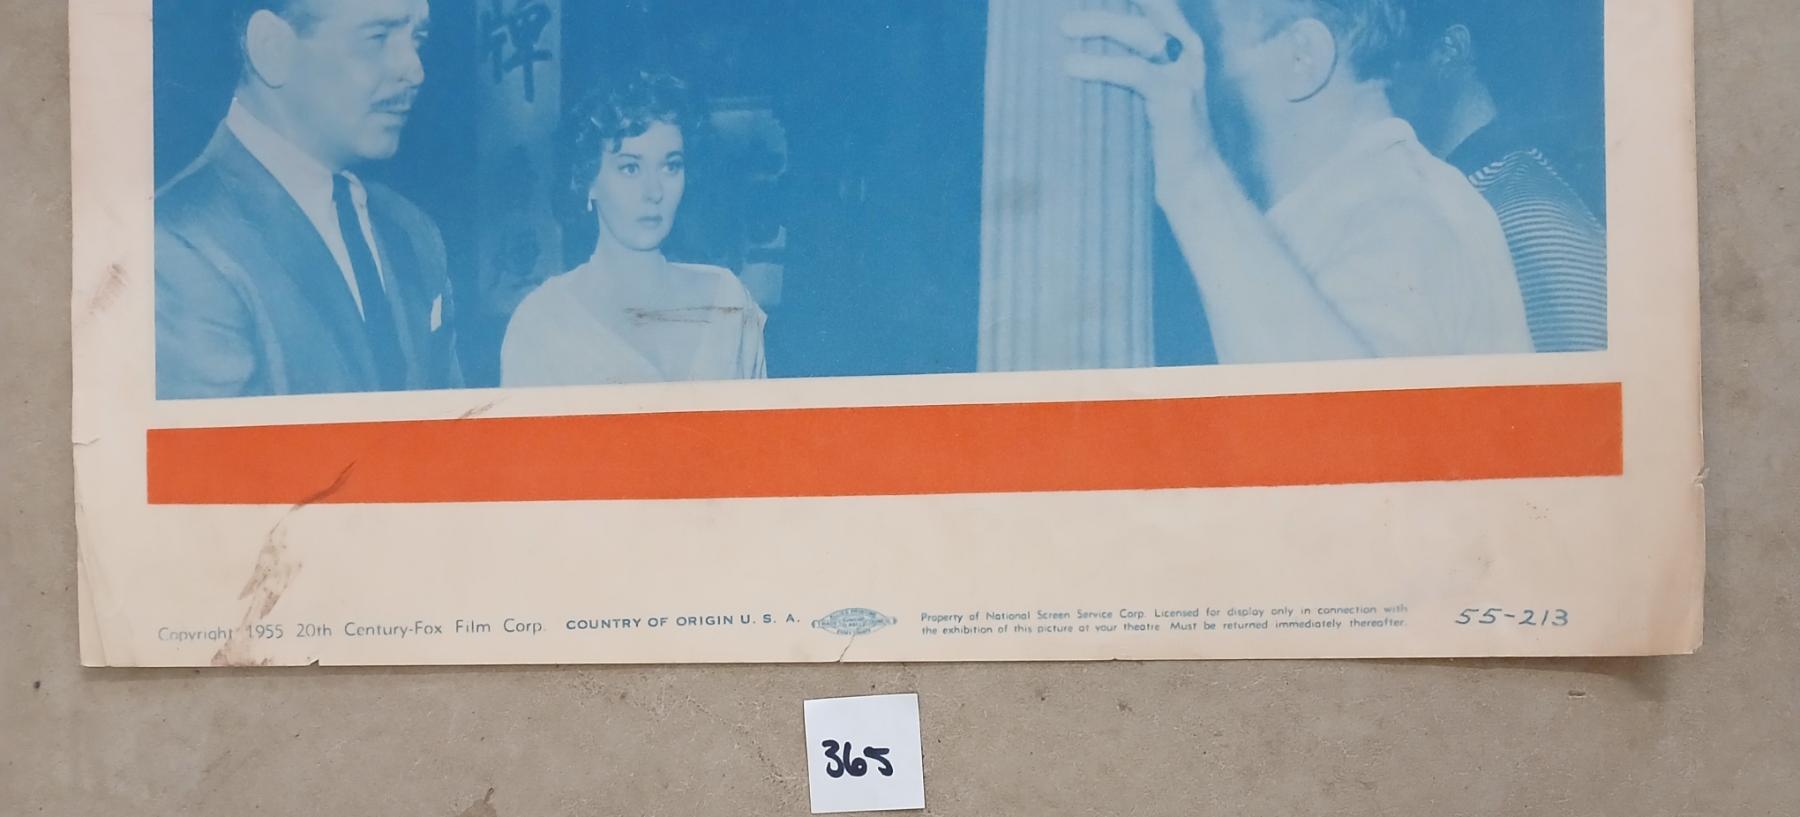 牌
Copyright 1955 20th Century-Fox Film Corp.
COUNTRY OF ORIGIN U. S. A.
Property of National Screen Service Corp. Licensed for display only in connection with
the exhibition of this picture at your theatre. Must be returned immediately thereafter.
55-213
365